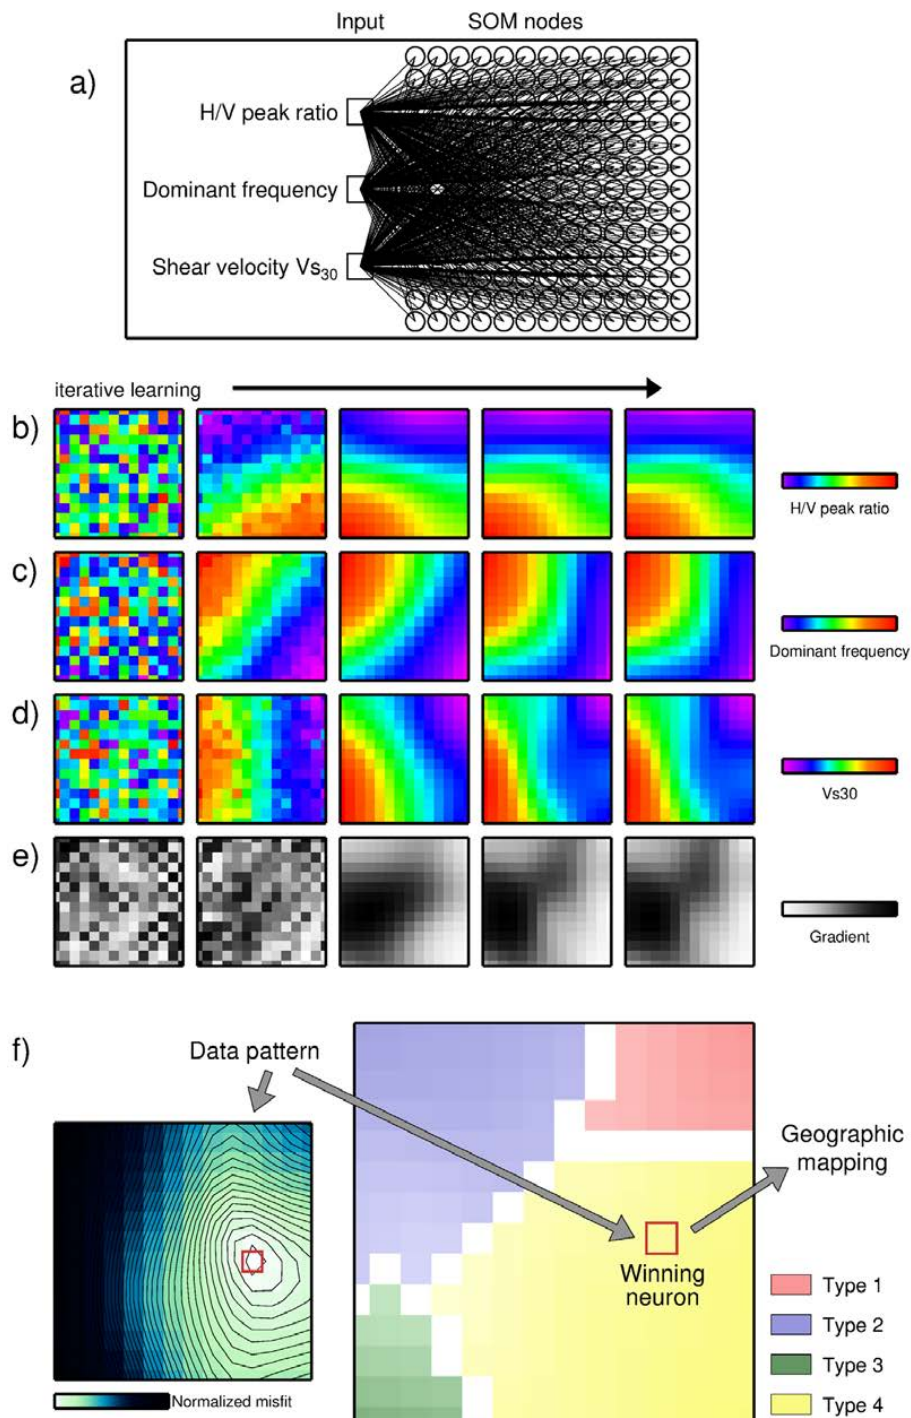 Input SOM nodes
a)
H/V peak ratio
Dominant frequency
Shear velocity Vs30
iterative learning
b)
H/V peak ratio
c)
Dominant frequency
d)
Vs30
e)
Gradient
f)
Data pattern
Geographic
mapping
Winning
neuron
Type 1
Type 2
Type 3
Type 4
Normalized misfit